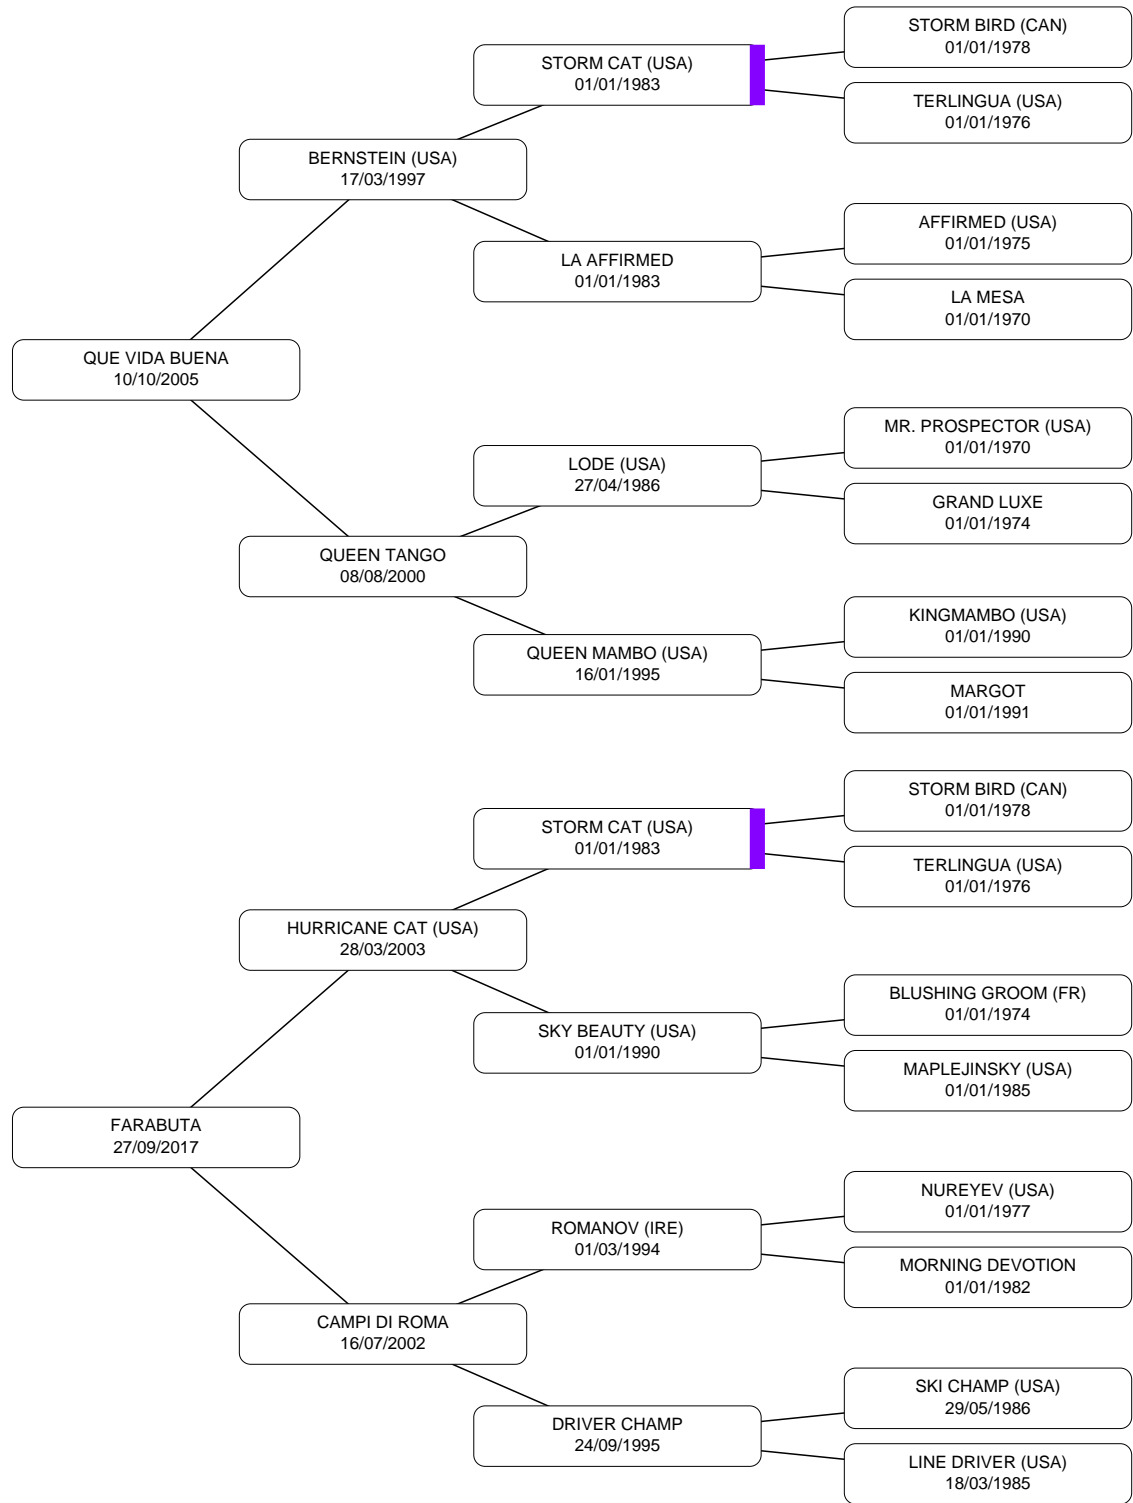 STORM BIRD (CAN)
01/01/1978
STORM CAT (USA)
01/01/1983
TERLINGUA (USA)
01/01/1976
BERNSTEIN (USA)
17/03/1997
AFFIRMED (USA)
01/01/1975
LA AFFIRMED
01/01/1983
LA MESA
01/01/1970
QUE VIDA BUENA
10/10/2005
MR. PROSPECTOR (USA)
01/01/1970
LODE (USA)
27/04/1986
GRAND LUXE
01/01/1974
QUEEN TANGO
08/08/2000
KINGMAMBO (USA)
01/01/1990
QUEEN MAMBO (USA)
16/01/1995
MARGOT
01/01/1991
STORM BIRD (CAN)
01/01/1978
STORM CAT (USA)
01/01/1983
TERLINGUA (USA)
01/01/1976
HURRICANE CAT (USA)
28/03/2003
BLUSHING GROOM (FR)
01/01/1974
SKY BEAUTY (USA)
01/01/1990
MAPLEJINSKY (USA)
01/01/1985
FARABUTA
27/09/2017
NUREYEV (USA)
01/01/1977
ROMANOV (IRE)
01/03/1994
MORNING DEVOTION
01/01/1982
CAMPI DI ROMA
16/07/2002
SKI CHAMP (USA)
29/05/1986
DRIVER CHAMP
24/09/1995
LINE DRIVER (USA)
18/03/1985